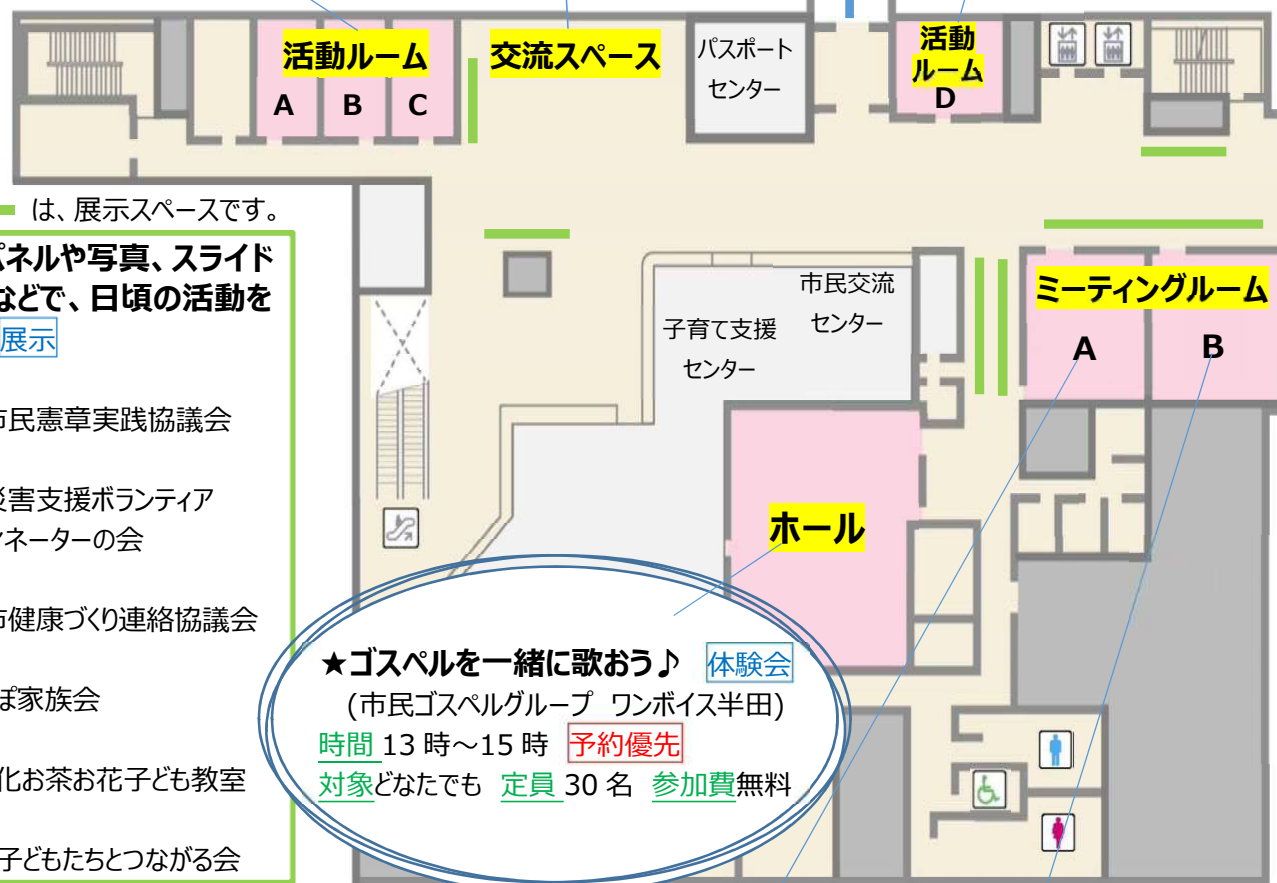 活動ルーム
A B C
交流スペース
パスポート
センター
活動
ルーム
D
は、展示スペースです。
パネルや写真、スライド
などで、日頃の活動を
展示
市民憲章実践協議会
災害支援ボランティア
ネーターの会
市健康づくり連絡協議会
ぽ家族会
化お茶お花子ども教室
子どもたちとつながる会
市民交流
センター
子育て支援
センター
ミーティングルーム
A B
ホール
★ゴスペルを一緒に歌おう♪ 体験会
(市民ゴスペルグループ ワンボイス半田)
時間 13 時～15 時 予約優先
対象どなたでも 定員 30 名 参加費無料